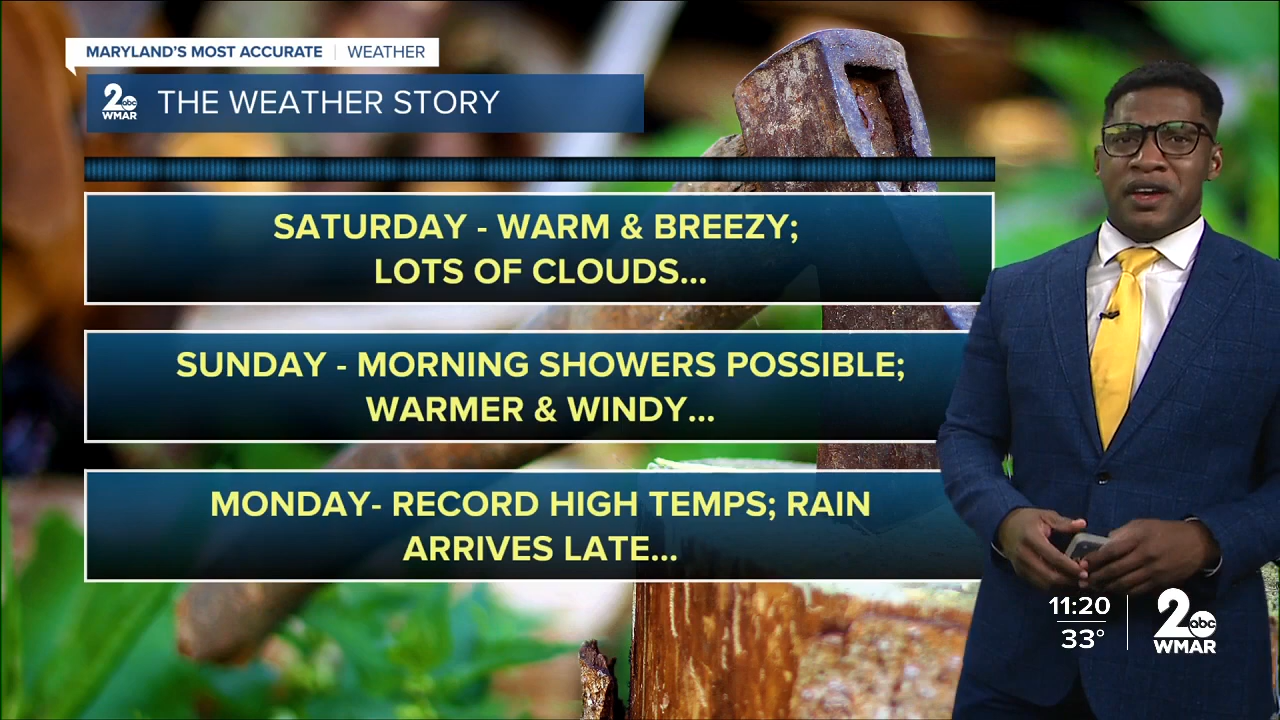 MARYLAND'S MOST ACCURATE | WEATHER
2 abc WMAR THE WEATHER STORY
SATURDAY - WARM & BREEZY;
LOTS OF CLOUDS...
SUNDAY - MORNING SHOWERS POSSIBLE;
WARMER & WINDY...
MONDAY- RECORD HIGH TEMPS; RAIN
ARRIVES LATE...
11:20
33°
2 abc
WMAR